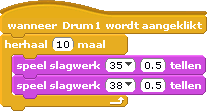 wanneer Drum1 wordt aangeklikt
herhaal 10 maal
speel slagwerk 35 0.5 tellen
speel slagwerk 38 0.5 tellen